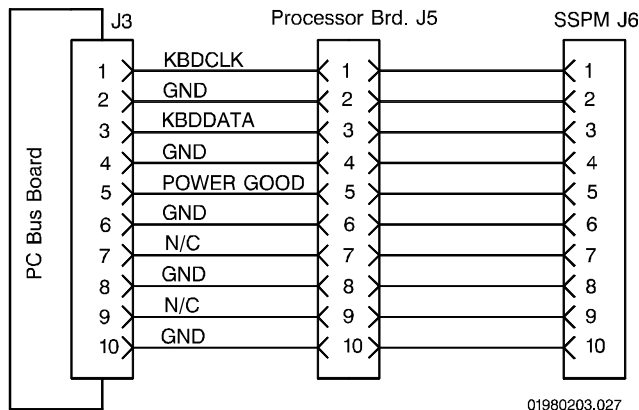 J3 Processor Brd. J5 SSPM J6
1 KBDCLK 1 1
2 GND 2 2
3 KBDDATA 3 3
4 GND 4 4
5 POWER GOOD 5 5
6 GND 6 6
7 N/C 7 7
8 GND 8 8
9 N/C 9 9
10 GND 10 10
PC Bus Board
01980203.027